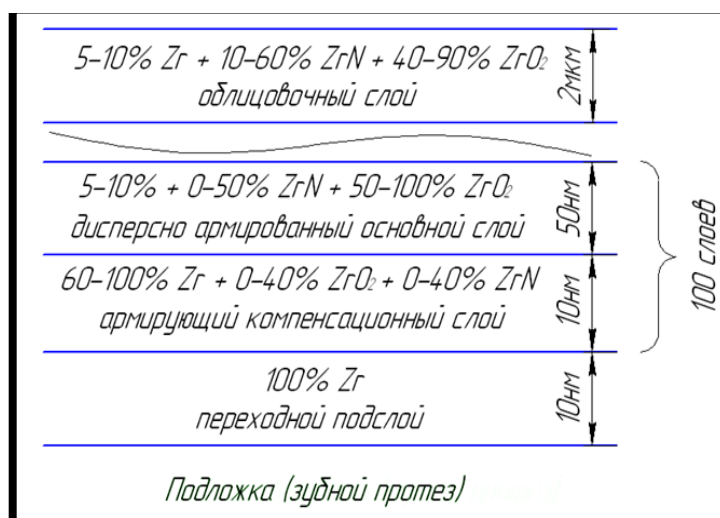 5-10% Zr + 10-60% ZrN + 40-90% ZrO₂
облицовочный слой
2мкм
5-10% + 0-50% ZrN + 50-100% ZrO₂
дисперсно армированный основной слой
50нм
60-100% Zr + 0-40% ZrO₂ + 0-40% ZrN
армирующий компенсационный слой
10нм
100 слоев
100% Zr
переходной подслой
10нм
Подложка (зубной протез)